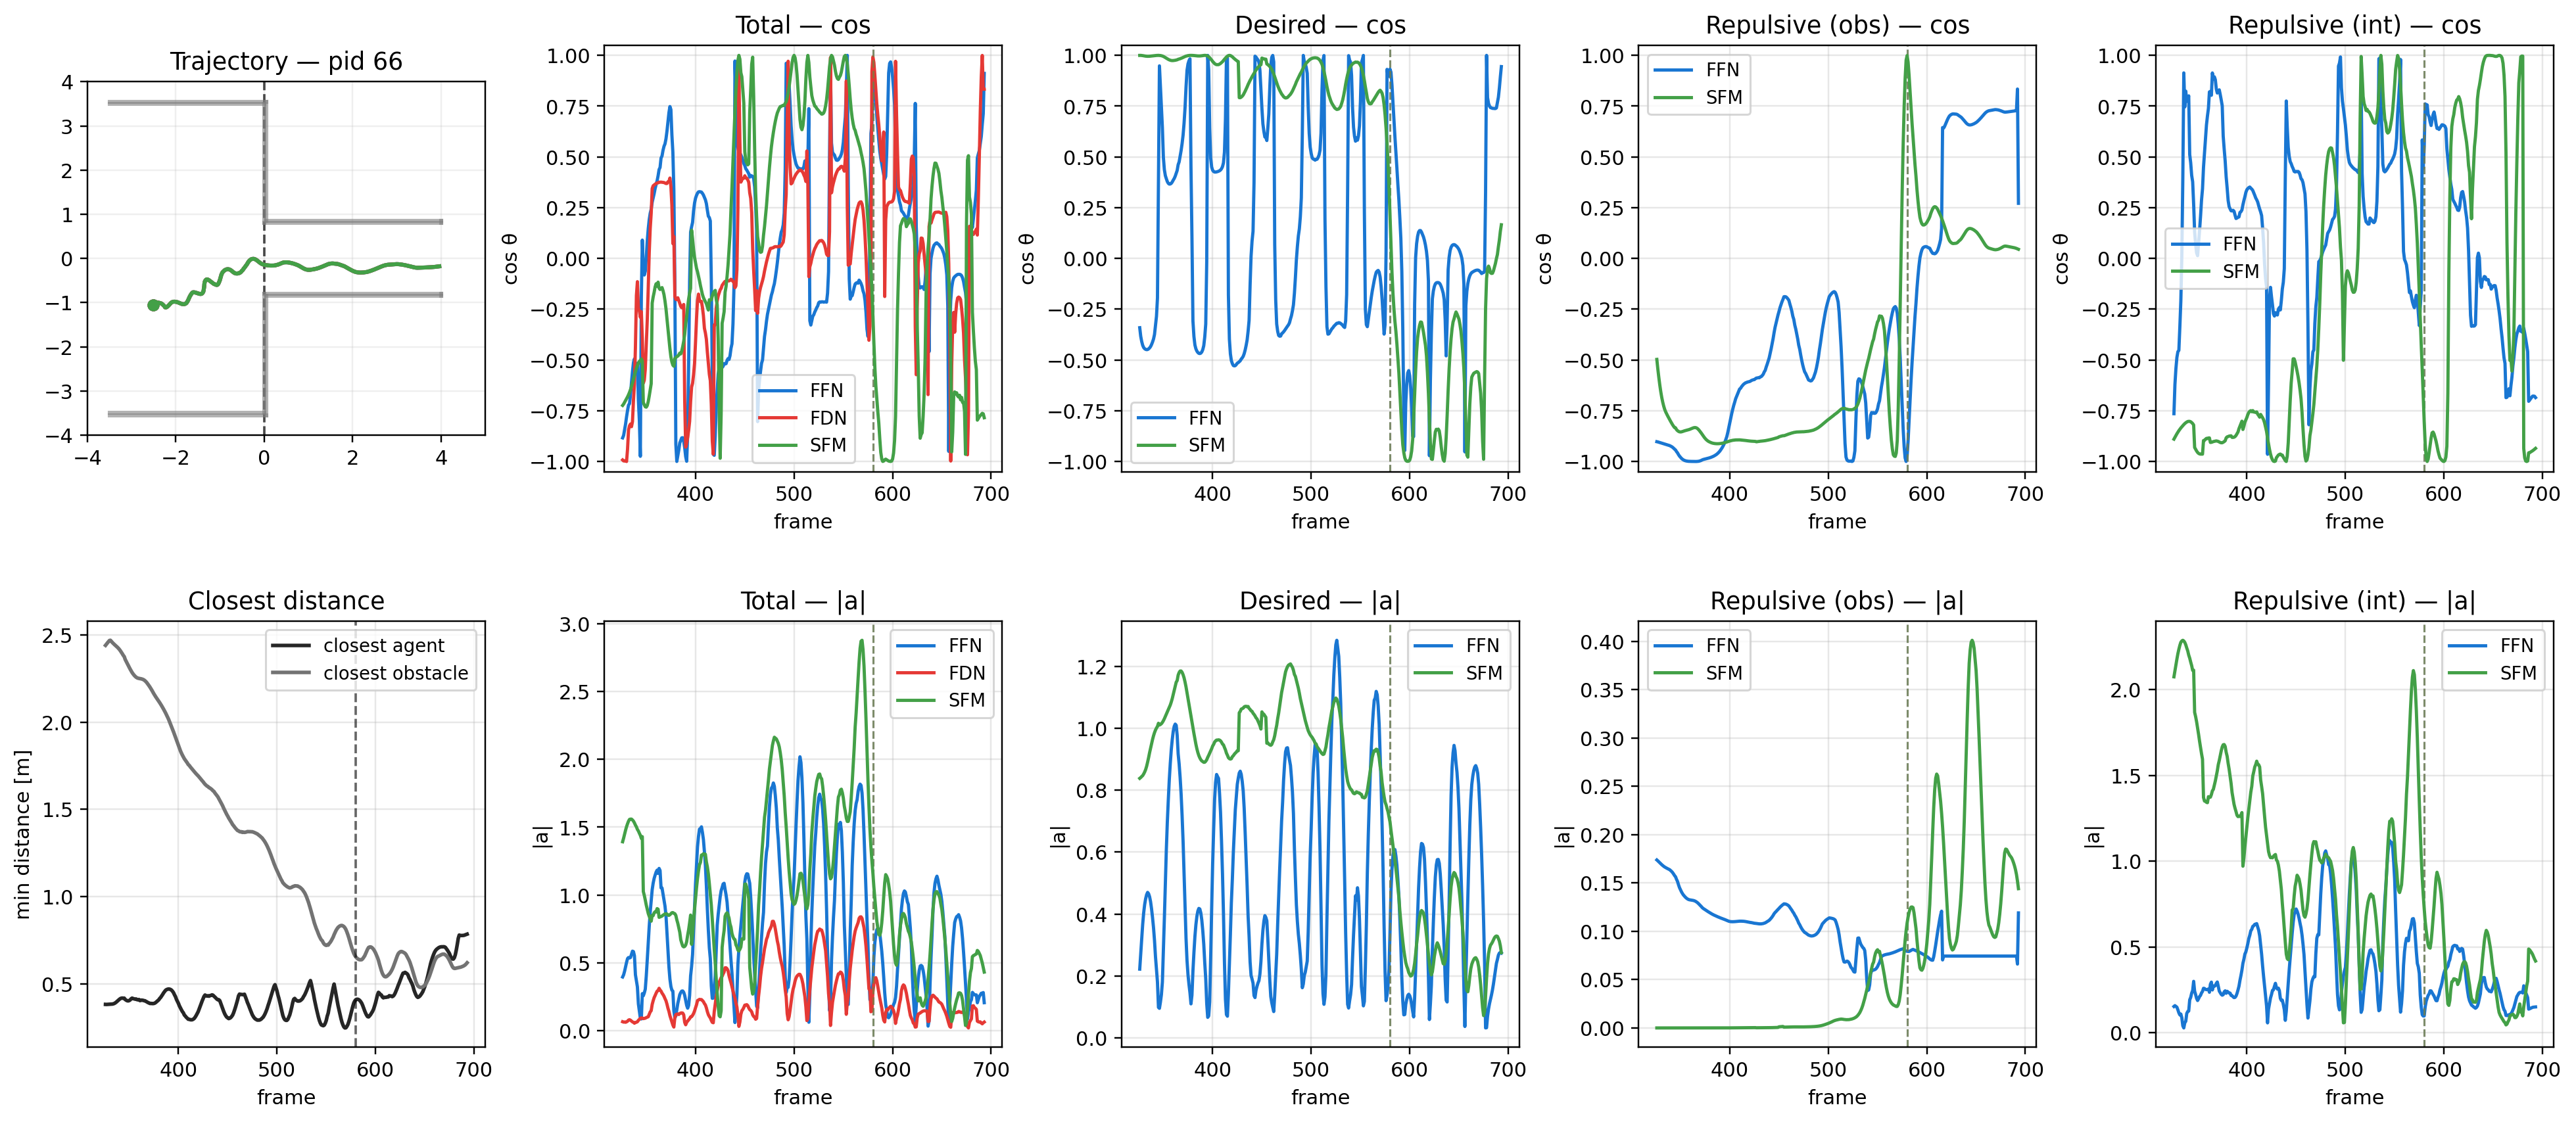 Trajectory — pid 66
4
3
2
1
0
−1
−2
−3
−4
−4
−2
0
2
4
Total — cos
cos θ
1.00
0.75
0.50
0.25
0.00
−0.25
−0.50
−0.75
−1.00
FFN
FDN
SFM
400
500
600
700
frame
Desired — cos
cos θ
1.00
0.75
0.50
0.25
0.00
−0.25
−0.50
−0.75
−1.00
FFN
SFM
400
500
600
700
frame
Repulsive (obs) — cos
cos θ
1.00
0.75
0.50
0.25
0.00
−0.25
−0.50
−0.75
−1.00
FFN
SFM
400
500
600
700
frame
Repulsive (int) — cos
cos θ
1.00
0.75
0.50
0.25
0.00
−0.25
−0.50
−0.75
−1.00
FFN
SFM
400
500
600
700
frame
Closest distance
min distance [m]
2.5
2.0
1.5
1.0
0.5
closest agent
closest obstacle
400
500
600
700
frame
Total — |a|
|a|
3.0
2.5
2.0
1.5
1.0
0.5
0.0
FFN
FDN
SFM
400
500
600
700
frame
Desired — |a|
|a|
1.2
1.0
0.8
0.6
0.4
0.2
0.0
FFN
SFM
400
500
600
700
frame
Repulsive (obs) — |a|
|a|
0.40
0.35
0.30
0.25
0.20
0.15
0.10
0.05
0.00
FFN
SFM
400
500
600
700
frame
Repulsive (int) — |a|
|a|
2.0
1.5
1.0
0.5
0.0
FFN
SFM
400
500
600
700
frame